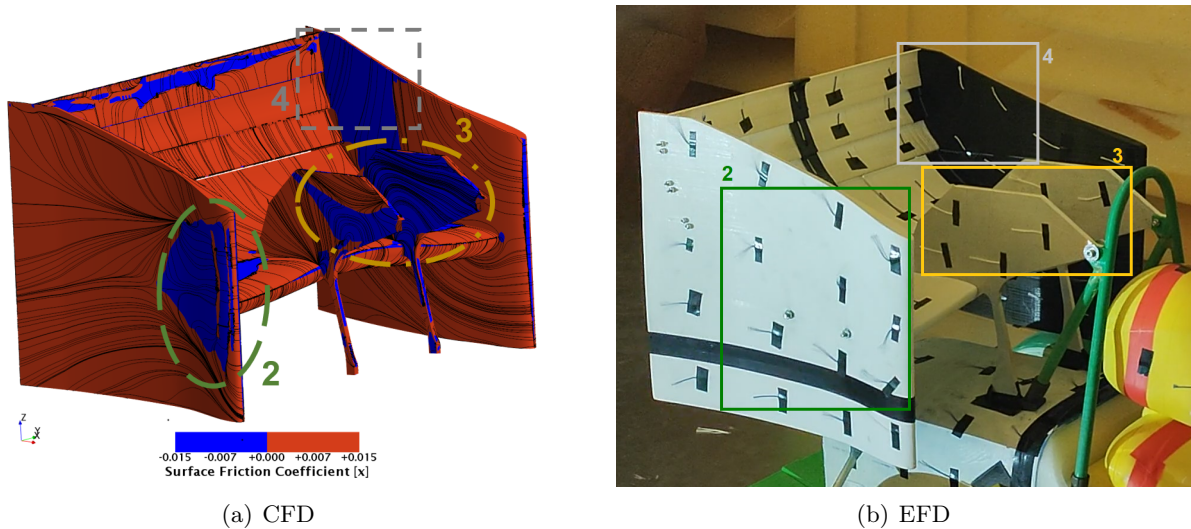 4
3
2
Z
Y
X
-0.015 -0.007 +0.000 +0.007 +0.015
Surface Friction Coefficient [x]
4
3
2
(a) CFD
(b) EFD